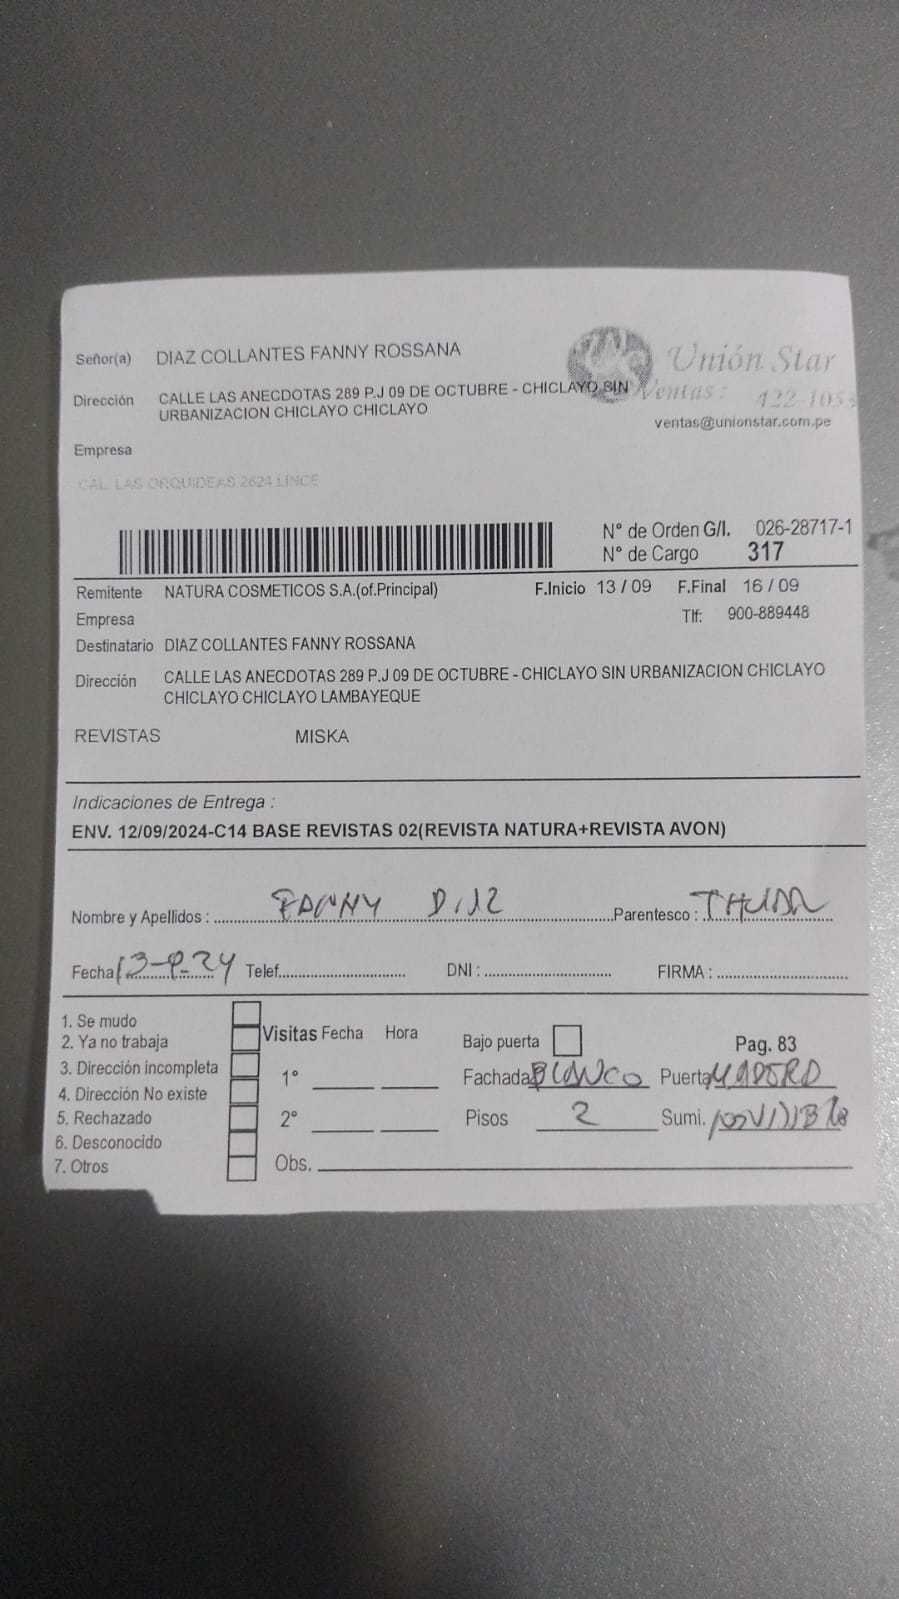 Señor(a) DIAZ COLLANTES FANNY ROSSANA
Unión Star
Dirección CALLE LAS ANECDOTAS 289 P.J 09 DE OCTUBRE - CHICLAYO SIN
URBANIZACION CHICLAYO CHICLAYO
Ventas: 422-1053
ventas@unionstar.com.pe
Empresa
CAL. LAS ORQUIDEAS 2624 LINCE
N° de Orden G/I. 026-28717-1
N° de Cargo 317
Remitente NATURA COSMETICOS S.A.(of.Principal) F.Inicio 13 / 09 F.Final 16 / 09
Empresa Tlf: 900-889448
Destinatario DIAZ COLLANTES FANNY ROSSANA
Dirección CALLE LAS ANECDOTAS 289 P.J 09 DE OCTUBRE - CHICLAYO SIN URBANIZACION CHICLAYO
CHICLAYO CHICLAYO LAMBAYEQUE
REVISTAS MISKA
Indicaciones de Entrega :
ENV. 12/09/2024-C14 BASE REVISTAS 02(REVISTA NATURA+REVISTA AVON)
Nombre y Apellidos : FANNY DIAZ Parentesco :
Fecha 13-9-24 Telef. DNI : FIRMA :
1. Se mudo
2. Ya no trabaja
3. Dirección incompleta
4. Dirección No existe
5. Rechazado
6. Desconocido
7. Otros
Visitas Fecha Hora
1°
2°
Obs.
Bajo puerta Pag. 83
Fachada BLANCO Puerta MADERA
Pisos 2 Sumi.